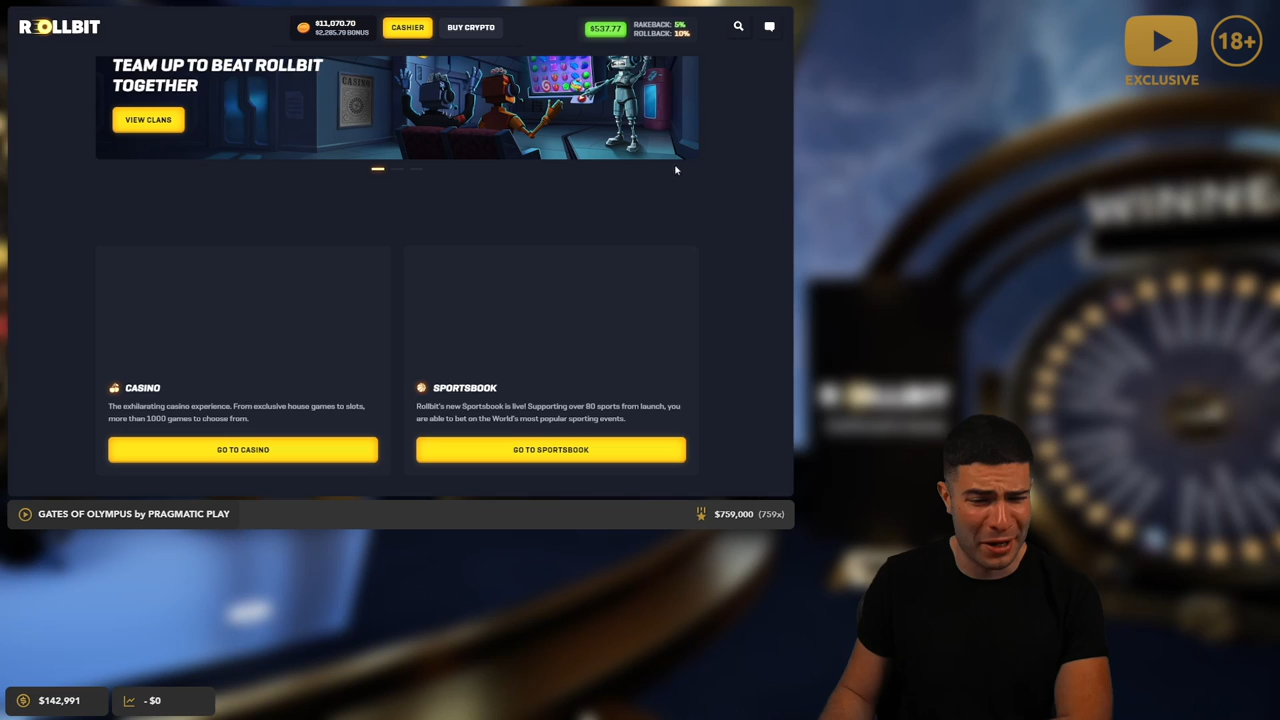 ROLLBIT
$11,070.70
$2,285.79 BONUS
CASHIER
BUY CRYPTO
$537.77
RAKEBACK: 5%
ROLLBACK: 10%
EXCLUSIVE
18+
TEAM UP TO BEAT ROLLBIT
TOGETHER
VIEW CLANS
CASINO
WINNE
CASINO
The exhilarating casino experience. From exclusive house games to slots,
more than 1000 games to choose from.
GO TO CASINO
SPORTSBOOK
Rollbit's new Sportsbook is live! Supporting over 80 sports from launch, you
are able to bet on the World's most popular sporting events.
GO TO SPORTSBOOK
ROLLBIT
GATES OF OLYMPUS by PRAGMATIC PLAY
$759,000 (759x)
$142,991
- $0